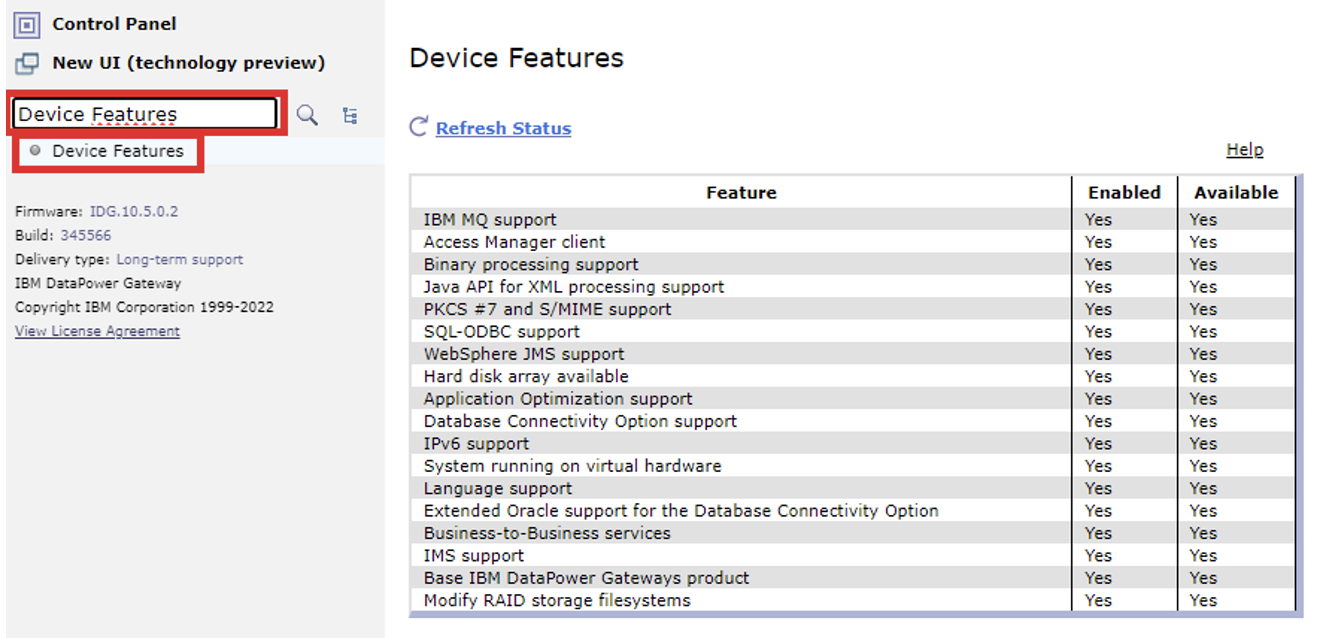 Control Panel
New UI (technology preview)
Device Features
Device Features
Firmware: IDG.10.5.0.2
Build: 345566
Delivery type: Long-term support
IBM DataPower Gateway
Copyright IBM Corporation 1999-2022
View License Agreement
Device Features
Refresh Status
Help
Feature Enabled Available
IBM MQ support Yes Yes
Access Manager client Yes Yes
Binary processing support Yes Yes
Java API for XML processing support Yes Yes
PKCS #7 and S/MIME support Yes Yes
SQL-ODBC support Yes Yes
WebSphere JMS support Yes Yes
Hard disk array available Yes Yes
Application Optimization support Yes Yes
Database Connectivity Option support Yes Yes
IPv6 support Yes Yes
System running on virtual hardware Yes Yes
Language support Yes Yes
Extended Oracle support for the Database Connectivity Option Yes Yes
Business-to-Business services Yes Yes
IMS support Yes Yes
Base IBM DataPower Gateways product Yes Yes
Modify RAID storage filesystems Yes Yes